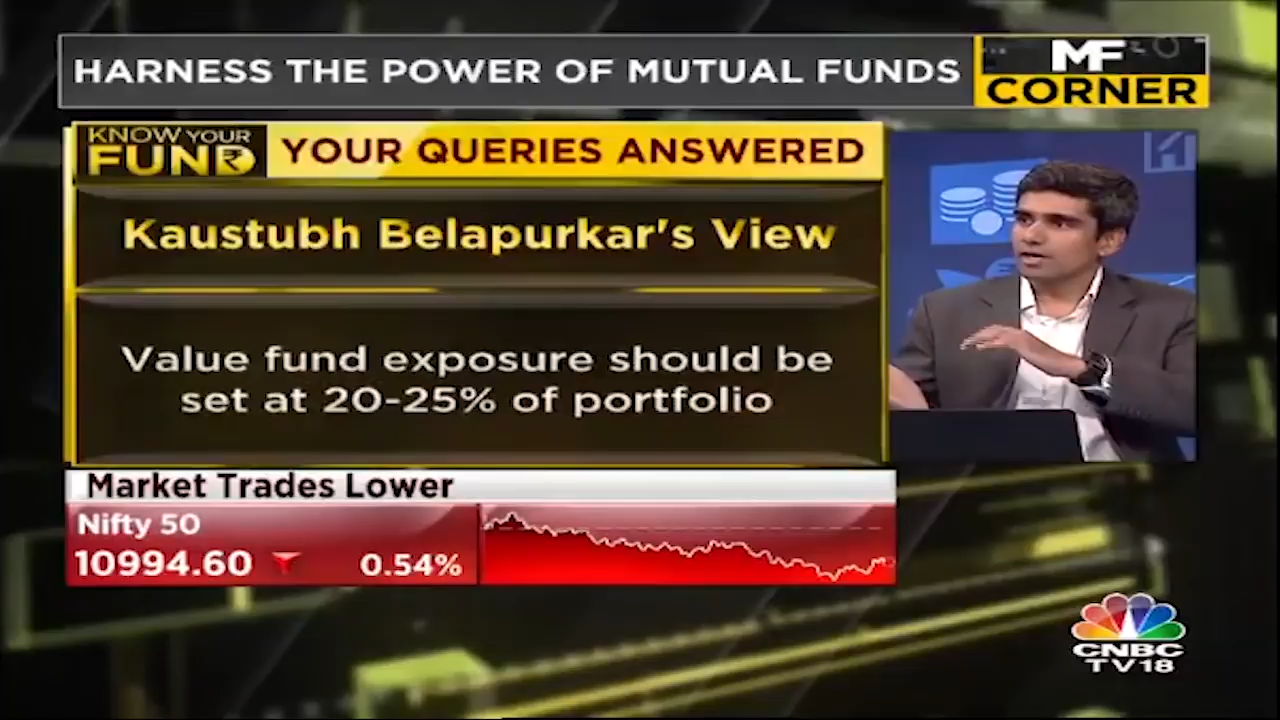 HARNESS THE POWER OF MUTUAL FUNDS
MF
CORNER
KNOW YOUR
FUND
YOUR QUERIES ANSWERED
Kaustubh Belapurkar's View
Value fund exposure should be
set at 20-25% of portfolio
Market Trades Lower
Nifty 50
10994.60 0.54%
CNBC
TV18